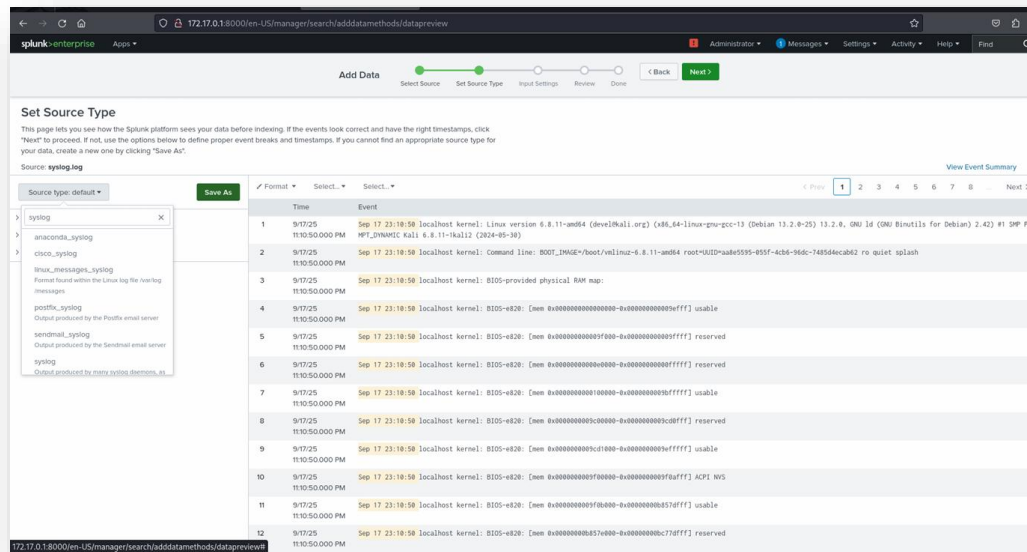 172.17.0.1:8000/en-US/manager/search/adddatamethods/datapreview
splunk>enterprise Apps
Administrator 1 Messages Settings Activity Help Find
Add Data
Select Source Set Source Type Input Settings Review Done
< Back Next >
Set Source Type
This page lets you see how the Splunk platform sees your data before indexing. If the events look correct and have the right timestamps, click
"Next" to proceed. If not, use the options below to define proper event breaks and timestamps. If you cannot find an appropriate source type for
your data, create a new one by clicking "Save As".
Source: syslog.log
View Event Summary
Source type: default
Save As
Format Select... Select...
< Prev 1 2 3 4 5 6 7 8 ... Next >
syslog
anaconda_syslog
cisco_syslog
linux_messages_syslog
Format found within the Linux log file /var/log
/messages
postfix_syslog
Output produced by the Postfix email server
sendmail_syslog
Output produced by the Sendmail email server
syslog
Output produced by many syslog daemons, as
Time Event
1 9/17/25 Sep 17 23:10:50 localhost kernel: Linux version 6.8.11-amd64 (devel@kali.org) (x86_64-linux-gnu-gcc-13 (Debian 13.2.0-25) 13.2.0, GNU ld (GNU Binutils for Debian) 2.42) #1 SMP
11:10:50.000 PM MPT_DYNAMIC Kali 6.8.11-1kali2 (2024-05-30)
2 9/17/25 Sep 17 23:10:50 localhost kernel: Command line: BOOT_IMAGE=/boot/vmlinuz-6.8.11-amd64 root=UUID=aa8e5595-055f-4cb6-96dc-7485d4ecab62 ro quiet splash
11:10:50.000 PM
3 9/17/25 Sep 17 23:10:50 localhost kernel: BIOS-provided physical RAM map:
11:10:50.000 PM
4 9/17/25 Sep 17 23:10:50 localhost kernel: BIOS-e820: [mem 0x0000000000000000-0x000000000009efff] usable
11:10:50.000 PM
5 9/17/25 Sep 17 23:10:50 localhost kernel: BIOS-e820: [mem 0x000000000009f000-0x000000000009ffff] reserved
11:10:50.000 PM
6 9/17/25 Sep 17 23:10:50 localhost kernel: BIOS-e820: [mem 0x00000000000e0000-0x00000000000fffff] reserved
11:10:50.000 PM
7 9/17/25 Sep 17 23:10:50 localhost kernel: BIOS-e820: [mem 0x0000000000100000-0x0000000009bfffff] usable
11:10:50.000 PM
8 9/17/25 Sep 17 23:10:50 localhost kernel: BIOS-e820: [mem 0x0000000009c00000-0x0000000009cd0fff] reserved
11:10:50.000 PM
9 9/17/25 Sep 17 23:10:50 localhost kernel: BIOS-e820: [mem 0x0000000009cd1000-0x0000000009efffff] usable
11:10:50.000 PM
10 9/17/25 Sep 17 23:10:50 localhost kernel: BIOS-e820: [mem 0x0000000009f00000-0x0000000009f0afff] ACPI NVS
11:10:50.000 PM
11 9/17/25 Sep 17 23:10:50 localhost kernel: BIOS-e820: [mem 0x0000000009f0b000-0x00000000b857dfff] usable
11:10:50.000 PM
12 9/17/25 Sep 17 23:10:50 localhost kernel: BIOS-e820: [mem 0x00000000b857e000-0x00000000bc77dfff] reserved
11:10:50.000 PM
172.17.0.1:8000/en-US/manager/search/adddatamethods/datapreview#